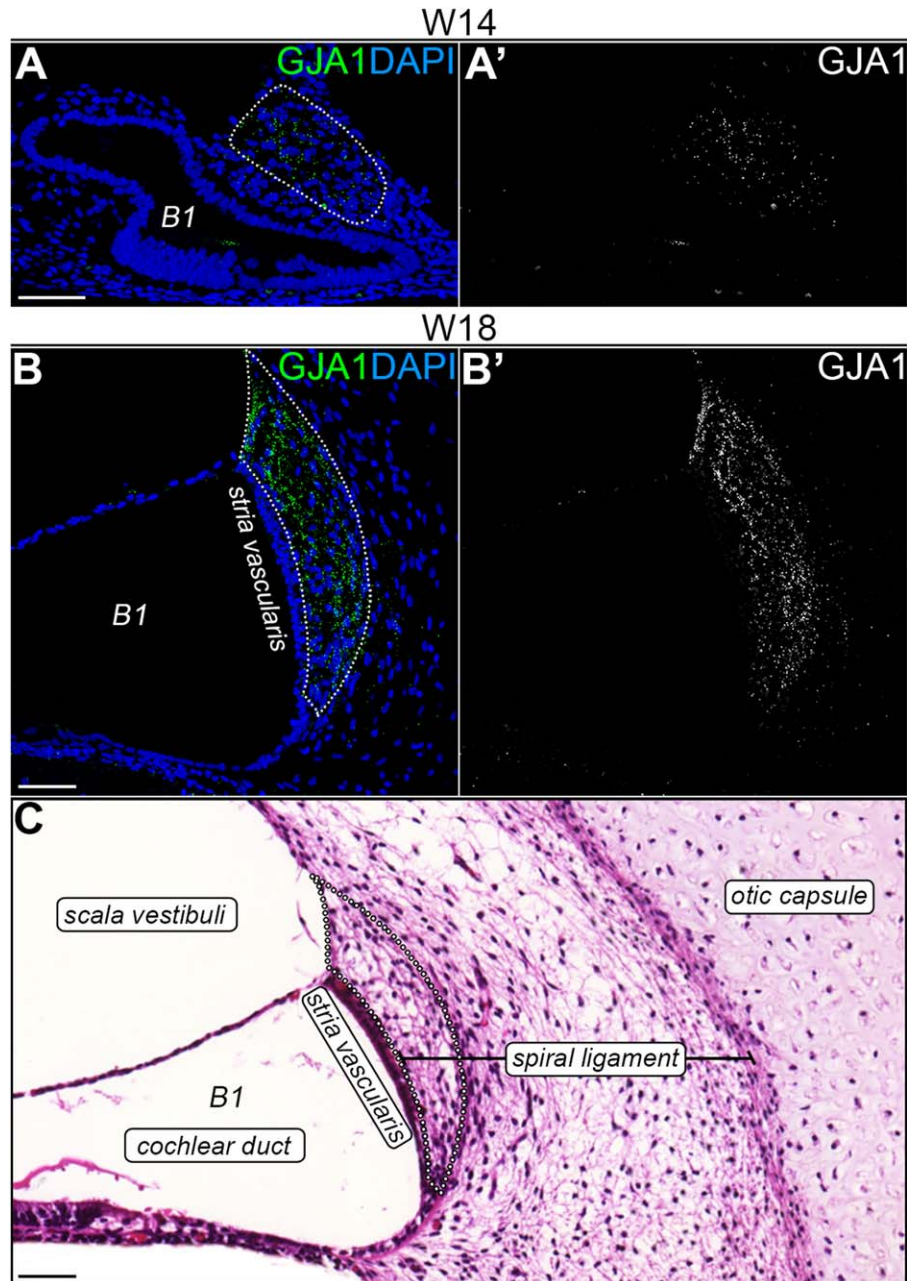 W14
A GJA1DAPI
A' GJA1
B1
W18
B GJA1DAPI
B' GJA1
stria vascularis
B1
C
scala vestibuli
otic capsule
stria vascularis
spiral ligament
B1
cochlear duct